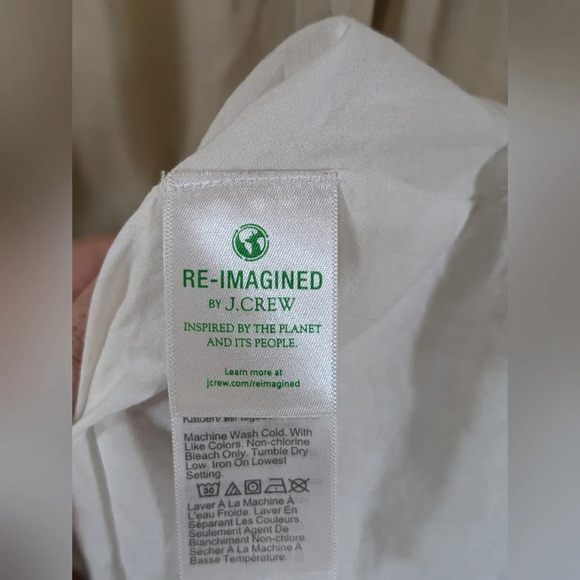 RE-IMAGINED
BY J.CREW
INSPIRED BY THE PLANET
AND ITS PEOPLE.
Learn more at
jcrew.com/reimagined
Katoen/
Machine Wash Cold. With
Like Colors. Non-chlorine
Bleach Only. Tumble Dry
Low. Iron On Lowest
Setting.
30
Laver À La Machine À
L'eau Froide. Laver En
Séparant Les Couleurs.
Seulement Agent De
Blanchiment Non-chlore.
Sécher À La Machine À
Basse Température.